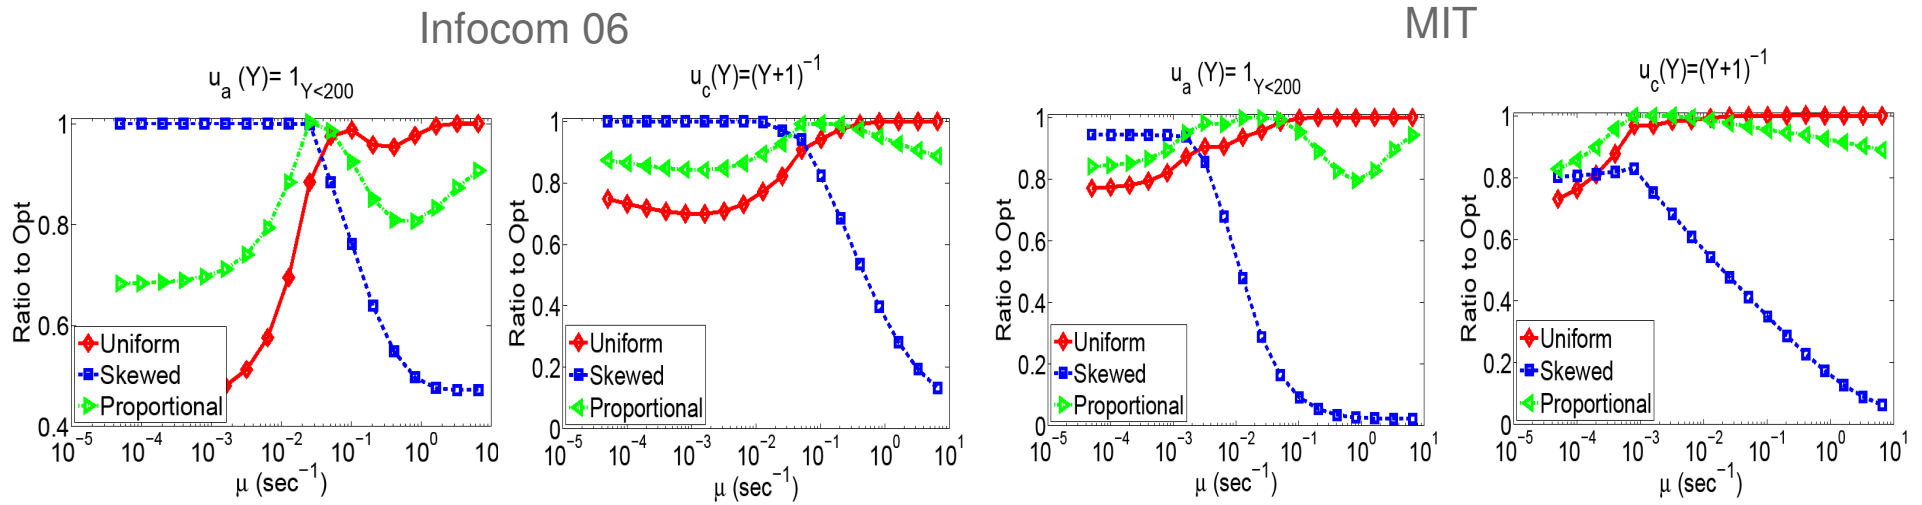 Infocom 06
MIT
u_a (Y)= 1_{Y<200}
Ratio to Opt
1
0.8
0.6
0.4
Uniform
Skewed
Proportional
10^{−5} 10^{−4} 10^{−3} 10^{−2} 10^{−1} 10^0 10
μ (sec^{−1})
u_c(Y)=(Y+1)^{−1}
Ratio to Opt
1
0.8
0.6
0.4
0.2
0
Uniform
Skewed
Proportional
10^{−5} 10^{−4} 10^{−3} 10^{−2} 10^{−1} 10^0 10^1
μ (sec^{−1})
u_a (Y)= 1_{Y<200}
Ratio to Opt
1
0.8
0.6
0.4
0.2
0
Uniform
Skewed
Proportional
10^{−5} 10^{−4} 10^{−3} 10^{−2} 10^{−1} 10^0 10^1
μ (sec^{−1})
u_c(Y)=(Y+1)^{−1}
Ratio to Opt
1
0.8
0.6
0.4
0.2
0
Uniform
Skewed
Proportional
10^{−5} 10^{−4} 10^{−3} 10^{−2} 10^{−1} 10^0 10^1
μ (sec^{−1})